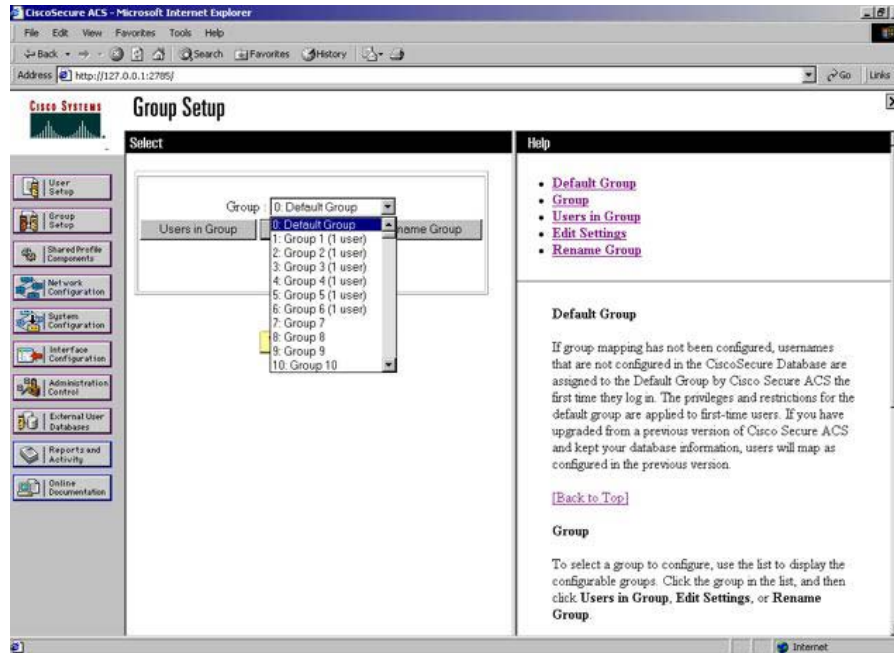 CiscoSecure ACS - Microsoft Internet Explorer
File Edit View Favorites Tools Help
Back Search Favorites History
Address http://127.0.0.1:2785/ Go Links
CISCO SYSTEMS
Group Setup
Select
User Setup
Group Setup
Shared Profile Components
Network Configuration
System Configuration
Interface Configuration
Administration Control
External User Databases
Reports and Activity
Online Documentation
Group : 0: Default Group
Users in Group name Group
0: Default Group
1: Group 1 (1 user)
2: Group 2 (1 user)
3: Group 3 (1 user)
4: Group 4 (1 user)
5: Group 5 (1 user)
6: Group 6 (1 user)
7: Group 7
8: Group 8
9: Group 9
10: Group 10
Help
• Default Group
• Group
• Users in Group
• Edit Settings
• Rename Group
Default Group
If group mapping has not been configured, usernames
that are not configured in the CiscoSecure Database are
assigned to the Default Group by Cisco Secure ACS the
first time they log in. The privileges and restrictions for the
default group are applied to first-time users. If you have
upgraded from a previous version of Cisco Secure ACS
and kept your database information, users will map as
configured in the previous version.
[Back to Top]
Group
To select a group to configure, use the list to display the
configurable groups. Click the group in the list, and then
click Users in Group, Edit Settings, or Rename
Group.
Internet